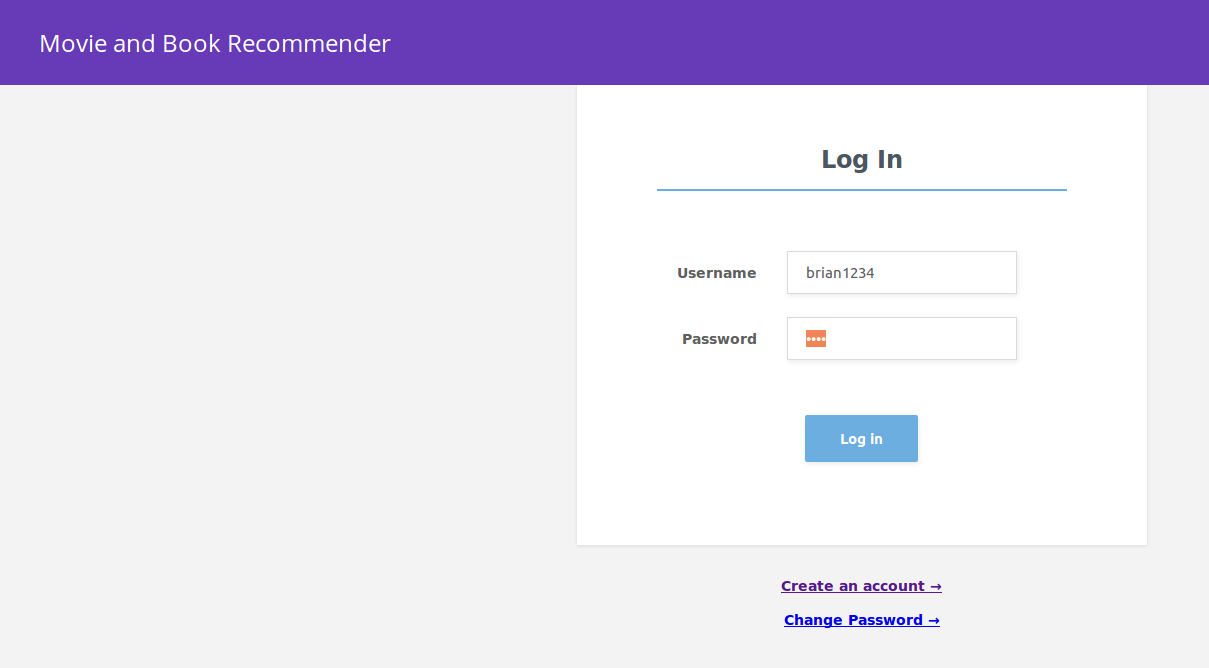 Movie and Book Recommender
Log In
Username
brian1234
Password
••••
Log in
Create an account →
Change Password →